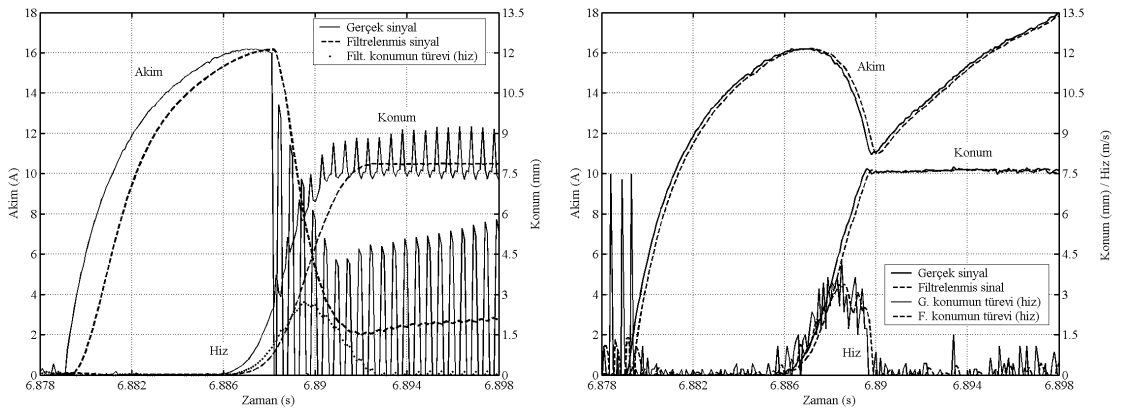 18
16
14
12
10
8
6
4
2
0
Akim (A)
13.5
12
10.5
9
7.5
6
4.5
3
1.5
0
Konum (mm)
6.878
6.882
6.886
6.89
6.894
6.898
Zaman (s)
Gerçek sinyal
Filtrelenmis sinyal
Filt. konumun türevi (hiz)
Akim
Konum
Hiz
18
16
14
12
10
8
6
4
2
0
Akim (A)
13.5
12
10.5
9
7.5
6
4.5
3
1.5
0
Konum (mm) / Hiz (m/s)
6.878
6.882
6.886
6.89
6.894
6.898
Zaman (s)
Akim
Konum
Gerçek sinyal
Filtrelenmis sinal
G. konumun türevi (hiz)
F. konumun türevi (hiz)
Hiz